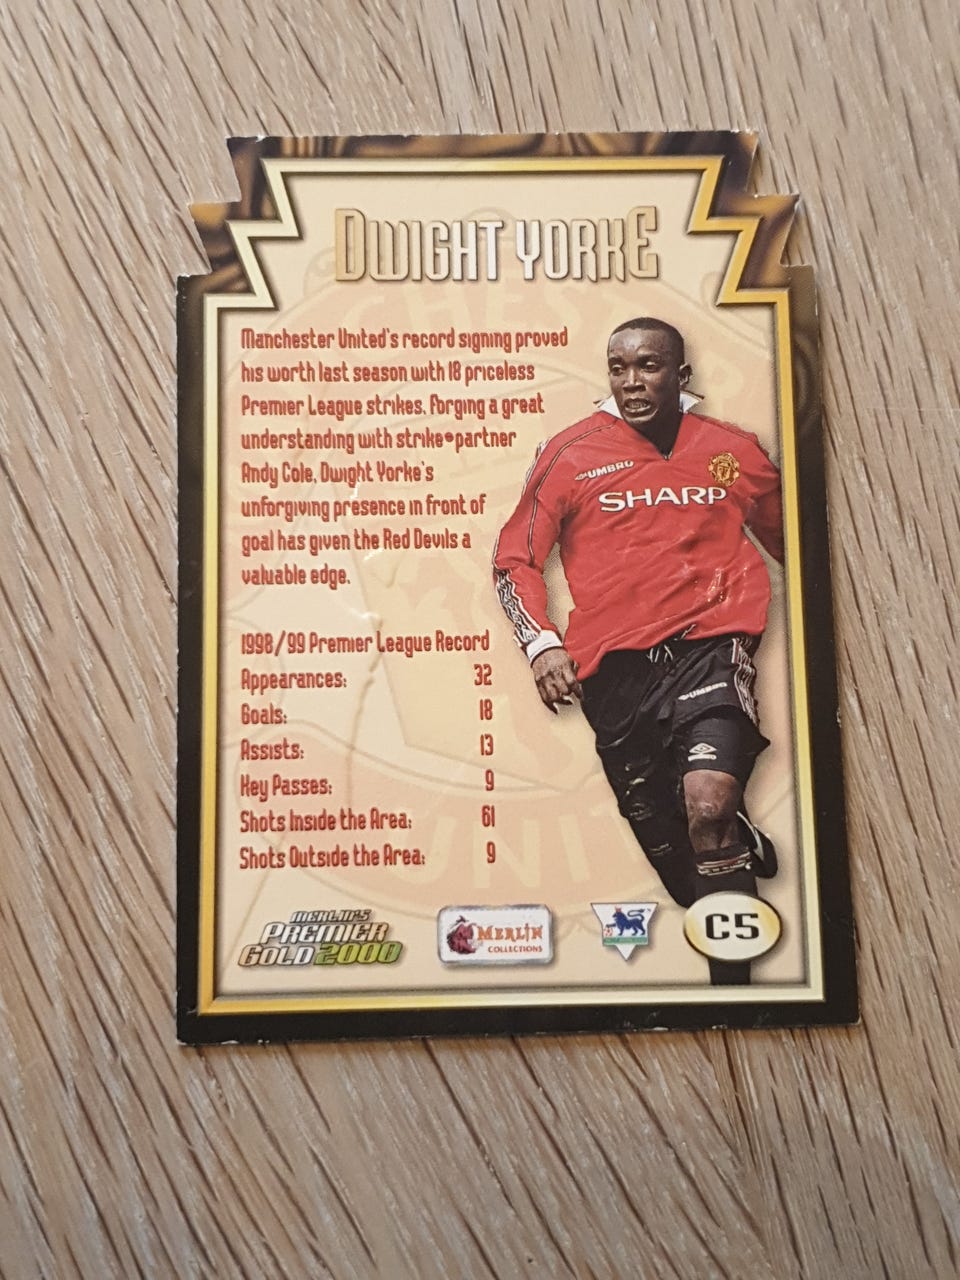 DWIGHT YORKE
Manchester United's record signing proved
his worth last season with 18 priceless
Premier League strikes. Forging a great
understanding with strike-partner
Andy Cole, Dwight Yorke's
unforgiving presence in front of
goal has given the Red Devils a
valuable edge.
UMBRO
SHARP
1998/99 Premier League Record
Appearances: 32
Goals: 18
Assists: 13
Key Passes: 9
Shots Inside the Area: 61
Shots Outside the Area: 9
UMBRO
MERLIN'S
PREMIER
GOLD 2000
MERLIN
COLLECTIONS
C5